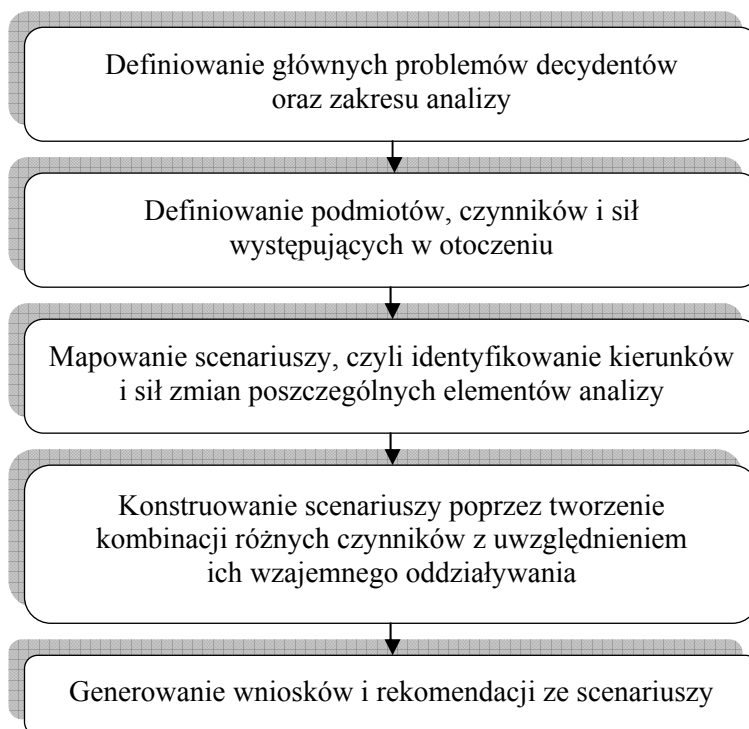 Definiowanie głównych problemów decydentów
oraz zakresu analizy
Definiowanie podmiotów, czynników i sił
występujących w otoczeniu
Mapowanie scenariuszy, czyli identyfikowanie kierunków
i sił zmian poszczególnych elementów analizy
Konstruowanie scenariuszy poprzez tworzenie
kombinacji różnych czynników z uwzględnieniem
ich wzajemnego oddziaływania
Generowanie wniosków i rekomendacji ze scenariuszy